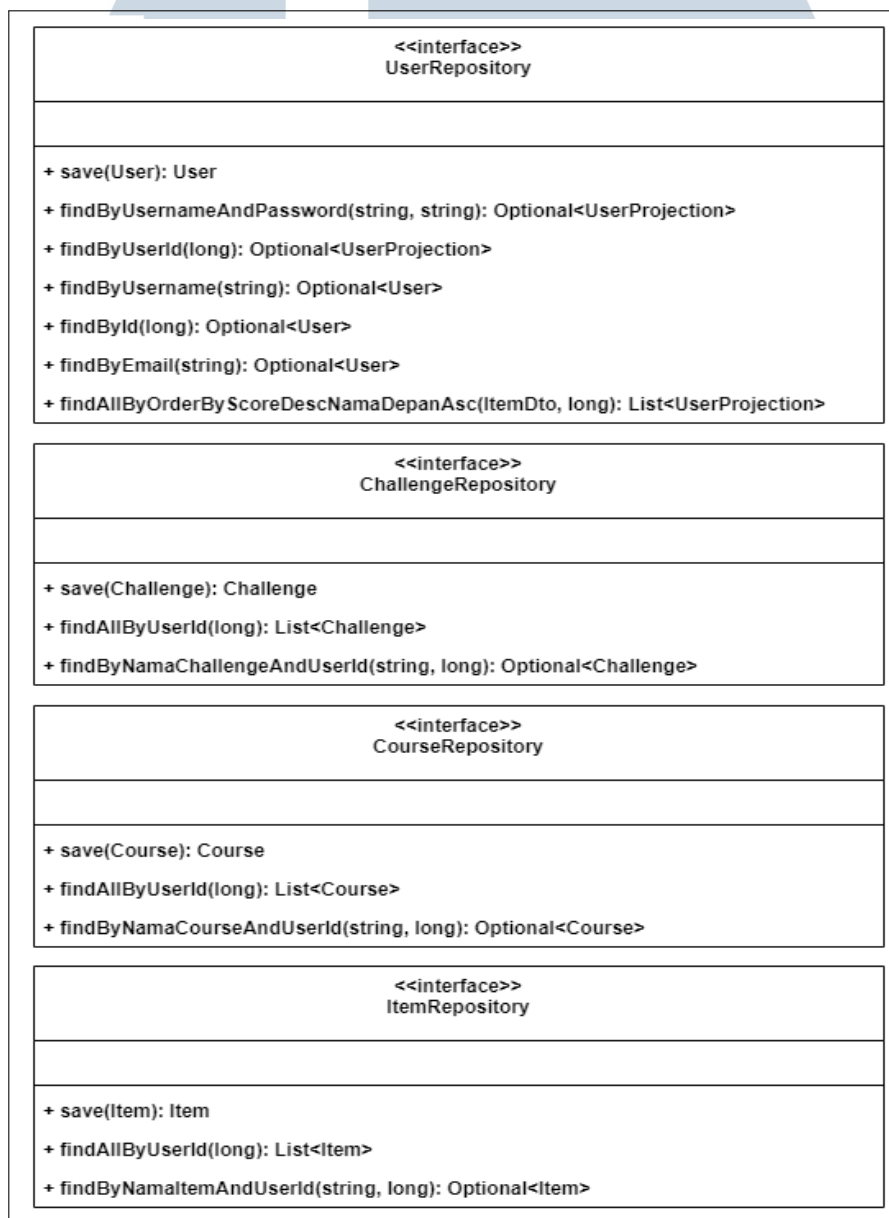 <<interface>>
UserRepository
+ save(User): User
+ findByUsernameAndPassword(string, string): Optional<UserProjection>
+ findByUserId(long): Optional<UserProjection>
+ findByUsername(string): Optional<User>
+ findById(long): Optional<User>
+ findByEmail(string): Optional<User>
+ findAllByOrderByScoreDescNamaDepanAsc(ItemDto, long): List<UserProjection>
<<interface>>
ChallengeRepository
+ save(Challenge): Challenge
+ findAllByUserId(long): List<Challenge>
+ findByNamaChallengeAndUserId(string, long): Optional<Challenge>
<<interface>>
CourseRepository
+ save(Course): Course
+ findAllByUserId(long): List<Course>
+ findByNamaCourseAndUserId(string, long): Optional<Course>
<<interface>>
ItemRepository
+ save(Item): Item
+ findAllByUserId(long): List<Item>
+ findByNamaItemAndUserId(string, long): Optional<Item>